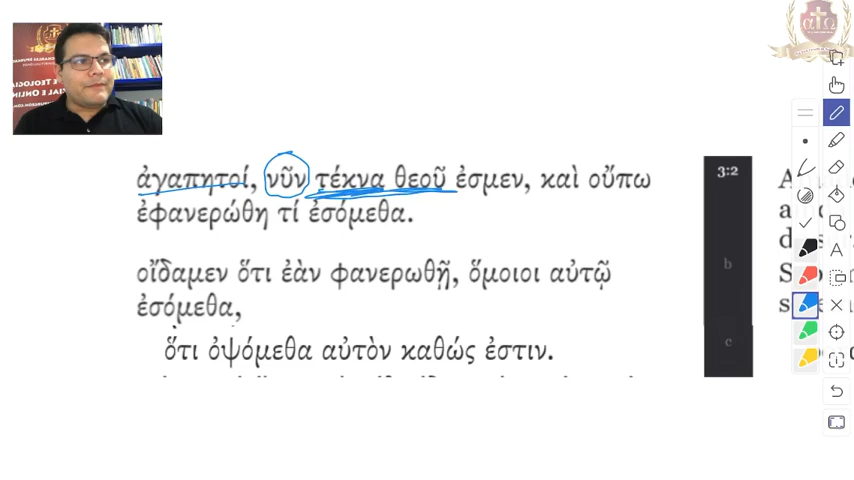 ἀγαπητοί, νῦν τέκνα θεοῦ ἐσμεν, καὶ οὔπω
ἐφανερώθη τί ἐσόμεθα.
οἴδαμεν ὅτι ἐὰν φανερωθῇ, ὅμοιοι αὐτῷ
ἐσόμεθα,
ὅτι ὀψόμεθα αὐτὸν καθώς ἐστιν.
3:2
b
c